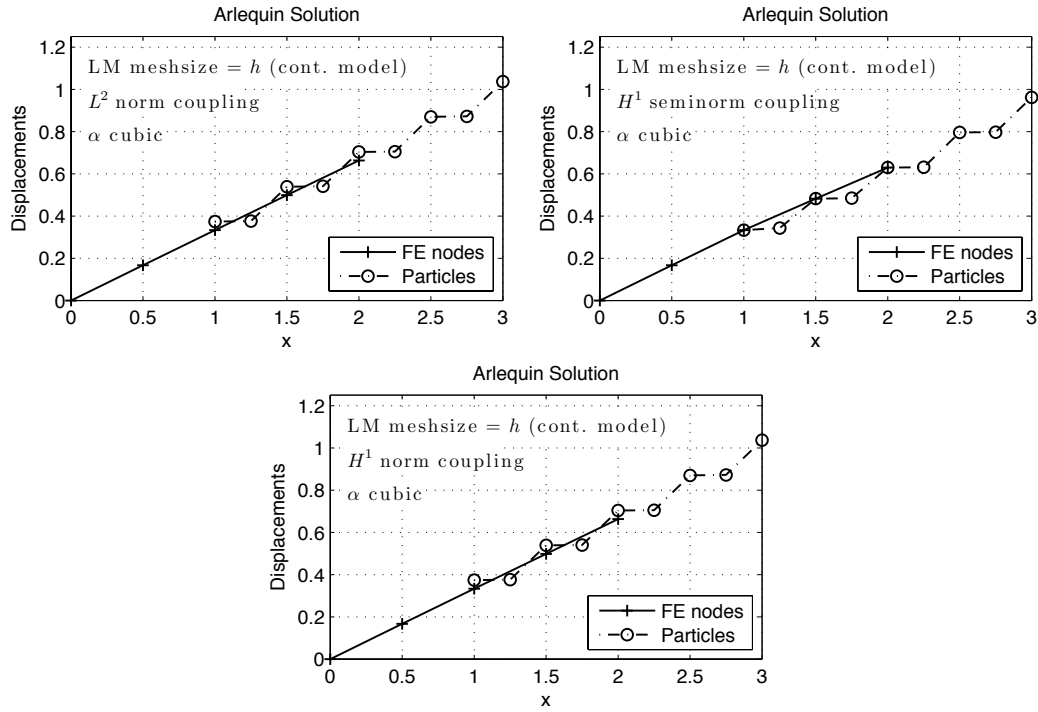 Arlequin Solution
LM meshsize = h (cont. model)
L² norm coupling
α cubic
Displacements
1.2
1
0.8
0.6
0.4
0.2
0
FE nodes
Particles
0 0.5 1 1.5 2 2.5 3
x
Arlequin Solution
LM meshsize = h (cont. model)
H¹ seminorm coupling
α cubic
Displacements
1.2
1
0.8
0.6
0.4
0.2
0
FE nodes
Particles
0 0.5 1 1.5 2 2.5 3
x
Arlequin Solution
LM meshsize = h (cont. model)
H¹ norm coupling
α cubic
Displacements
1.2
1
0.8
0.6
0.4
0.2
0
FE nodes
Particles
0 0.5 1 1.5 2 2.5 3
x